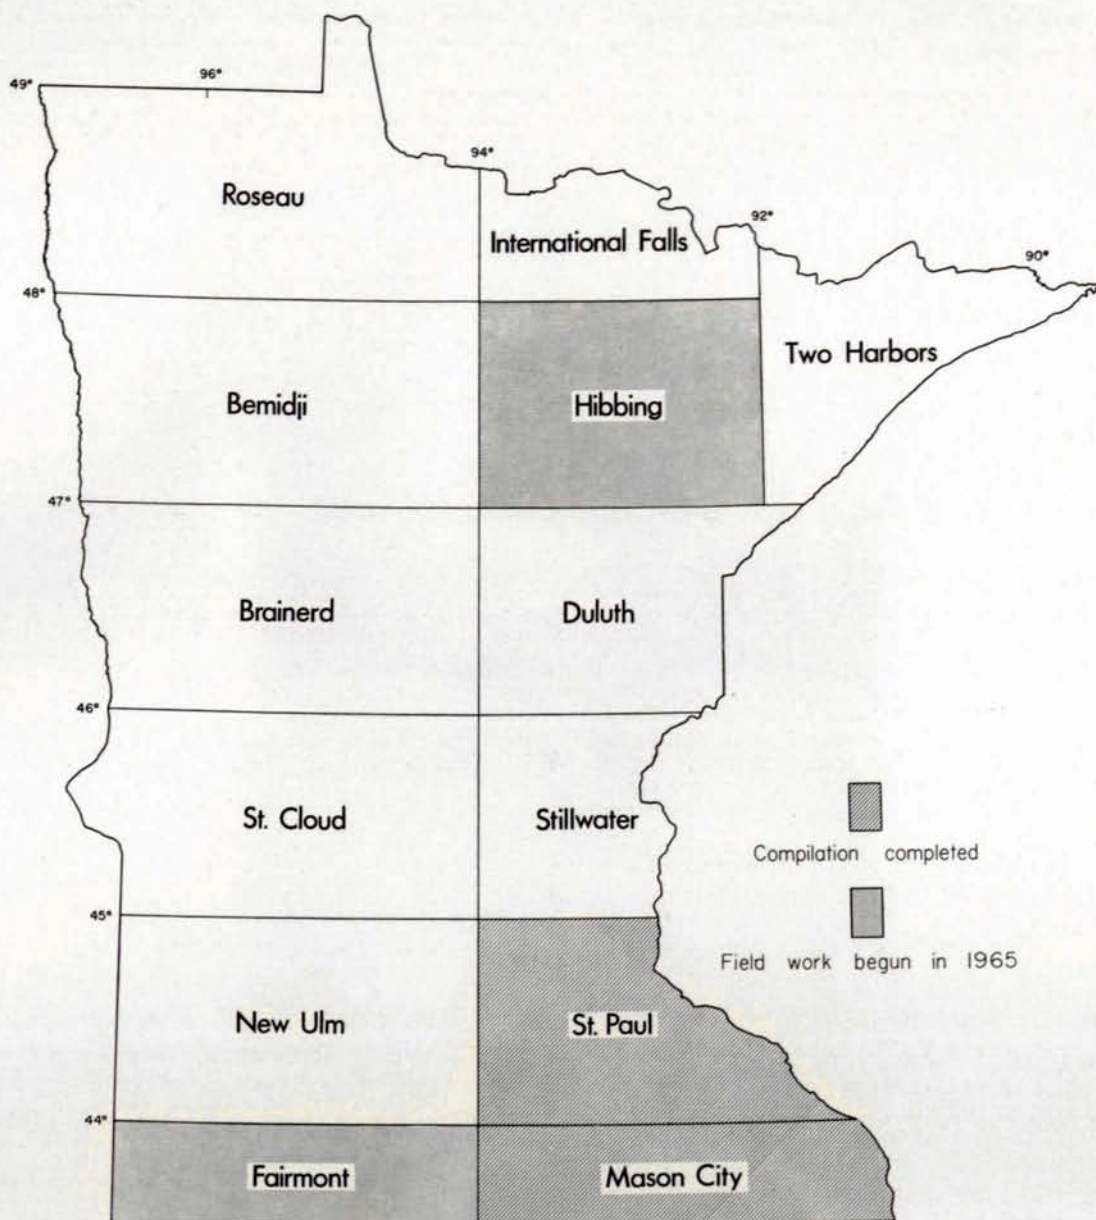 49°
96°
94°
Roseau
92°
International Falls
90°
48°
Two Harbors
Bemidji
Hibbing
47°
Brainerd
Duluth
46°
St. Cloud
Stillwater
Compilation completed
45°
Field work begun in 1965
New Ulm
St. Paul
44°
Fairmont
Mason City